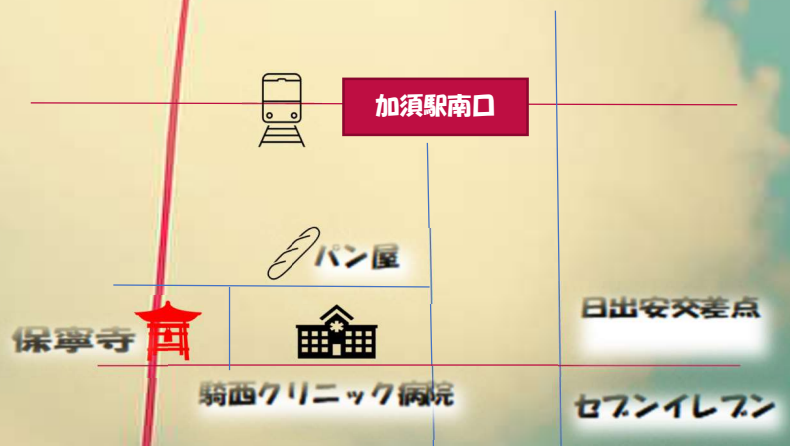 加須駅南口
パン屋
日出安交差点
保寧寺
騎西クリニック病院
セブンイレブン